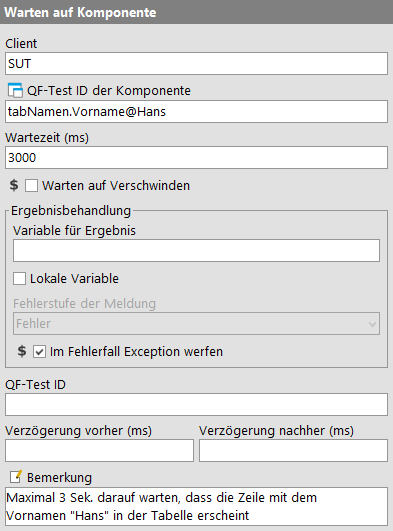 Warten auf Komponente
Client
SUT
QF-Test ID der Komponente
tabNamen.Vorname@Hans
Wartezeit (ms)
3000
$ Warten auf Verschwinden
Ergebnisbehandlung
Variable für Ergebnis
Lokale Variable
Fehlerstufe der Meldung
Fehler
$ Im Fehlerfall Exception werfen
QF-Test ID
Verzögerung vorher (ms) Verzögerung nachher (ms)
Bemerkung
Maximal 3 Sek. darauf warten, dass die Zeile mit dem
Vornamen "Hans" in der Tabelle erscheint